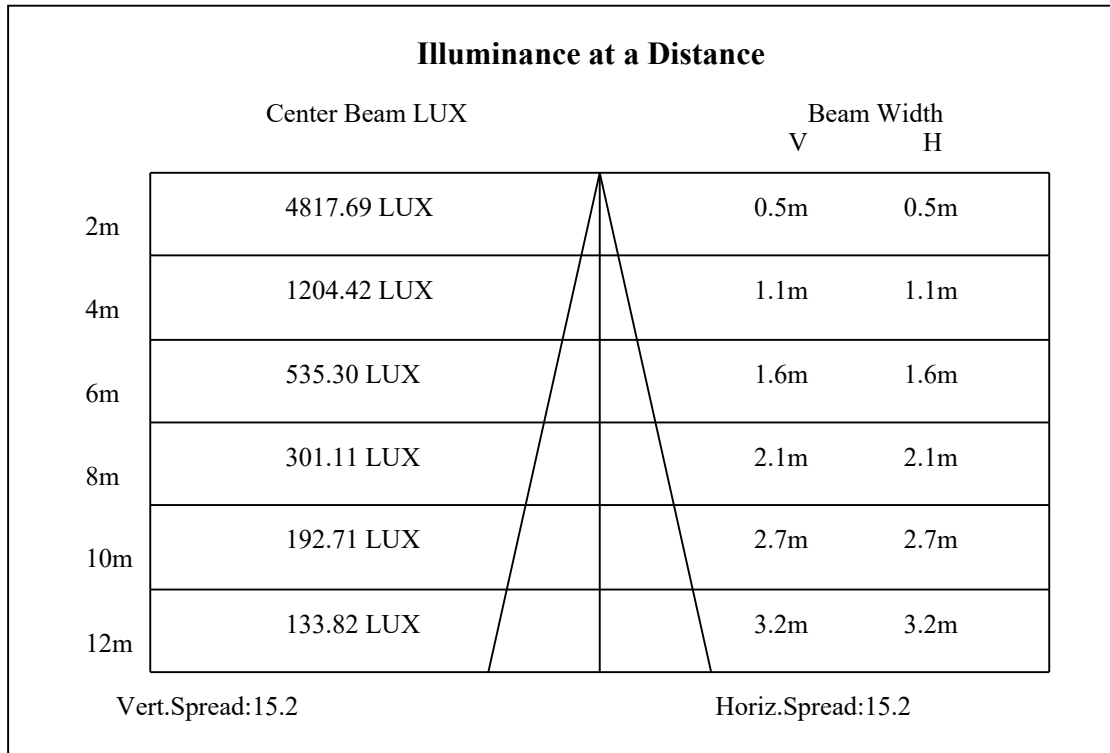 Illuminance at a Distance
Center Beam LUX Beam Width
V H
2m 4817.69 LUX 0.5m 0.5m
4m 1204.42 LUX 1.1m 1.1m
6m 535.30 LUX 1.6m 1.6m
8m 301.11 LUX 2.1m 2.1m
10m 192.71 LUX 2.7m 2.7m
12m 133.82 LUX 3.2m 3.2m
Vert.Spread:15.2 Horiz.Spread:15.2